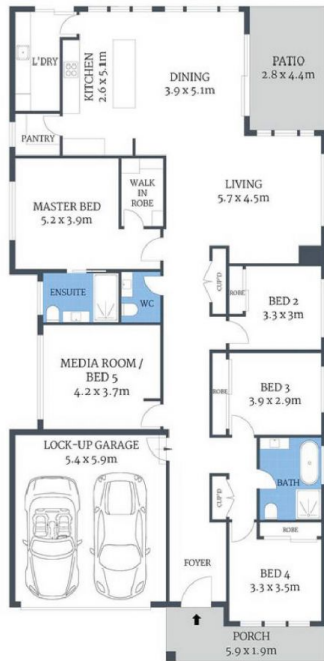 L'DRY
KITCHEN
2.6 x 5.1m
DINING
3.9 x 5.1m
PATIO
2.8 x 4.4m
PANTRY
WALK
IN
ROBE
MASTER BED
5.2 x 3.9m
LIVING
5.7 x 4.5m
ENSUITE
WC
CUP'D
ROBE
BED 2
3.3 x 3m
MEDIA ROOM /
BED 5
4.2 x 3.7m
ROBE
BED 3
3.9 x 2.9m
LOCK-UP GARAGE
5.4 x 5.9m
BATH
CUP'D
ROBE
FOYER
BED 4
3.3 x 3.5m
PORCH
5.9 x 1.9m